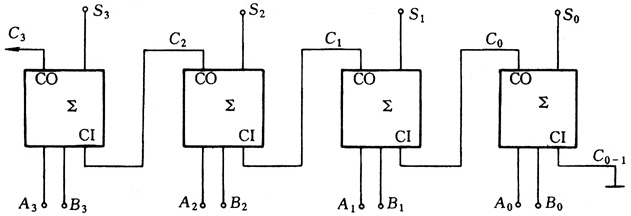 C₃ S₃ C₂ S₂ C₁ S₁ C₀ S₀
CO CO CO CO
Σ Σ Σ Σ
CI CI CI CI C₀₋₁
A₃ B₃ A₂ B₂ A₁ B₁ A₀ B₀